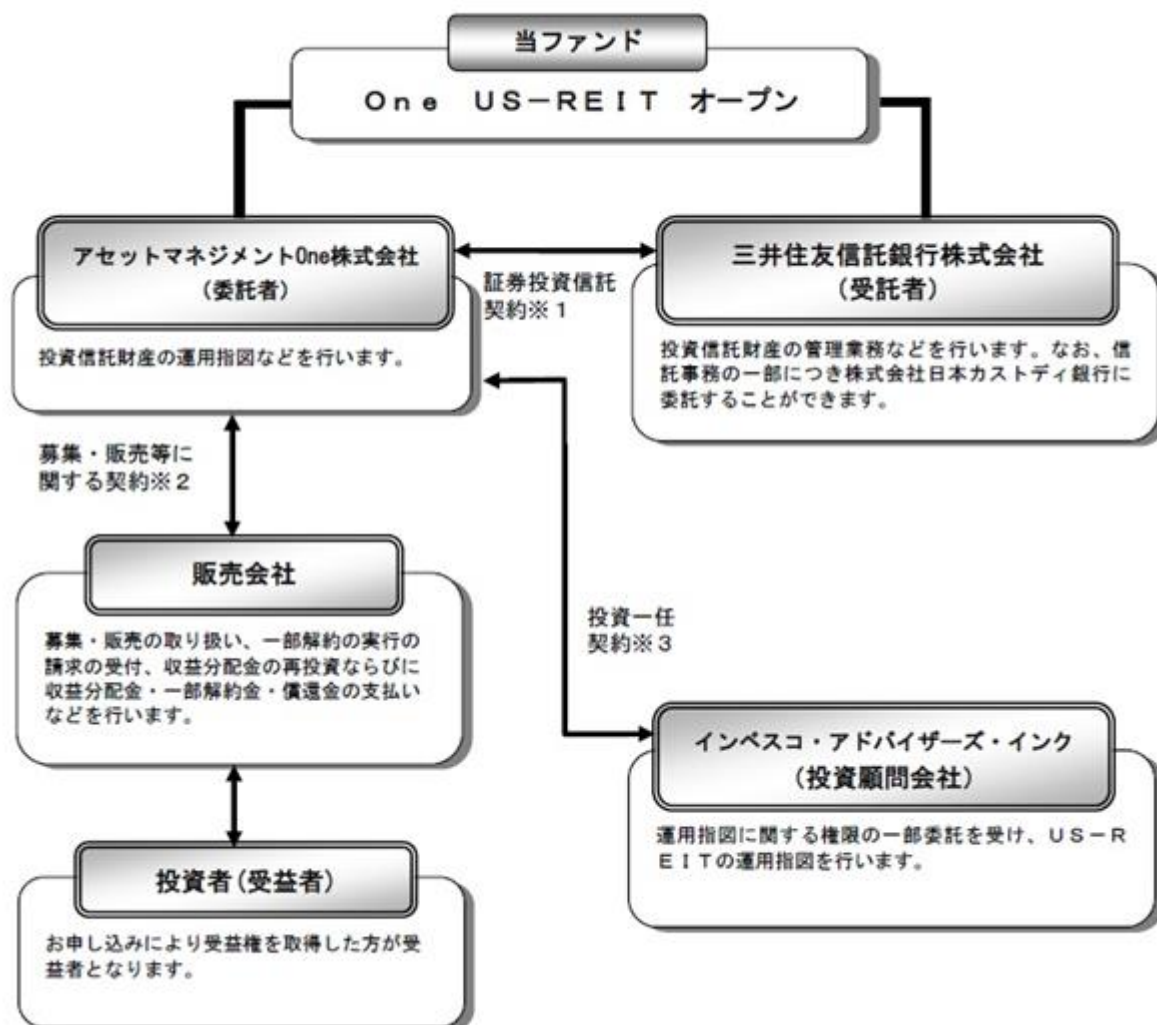 当ファンド
One US-REIT オープン
アセットマネジメントOne株式会社
(委託者)
投資信託財産の運用指図などを行います。
証券投資信託
契約※1
三井住友信託銀行株式会社
(受託者)
投資信託財産の管理業務などを行います。なお、信
託事務の一部につき株式会社日本カストディ銀行に
委託することができます。
募集・販売等に
関する契約※2
販売会社
募集・販売の取り扱い、一部解約の実行の
請求の受付、収益分配金の再投資ならびに
収益分配金・一部解約金・償還金の支払い
などを行います。
投資一任
契約※3
インベスコ・アドバイザーズ・インク
(投資顧問会社)
運用指図に関する権限の一部委託を受け、US-R
EITの運用指図を行います。
投資者(受益者)
お申し込みにより受益権を取得した方が受
益者となります。